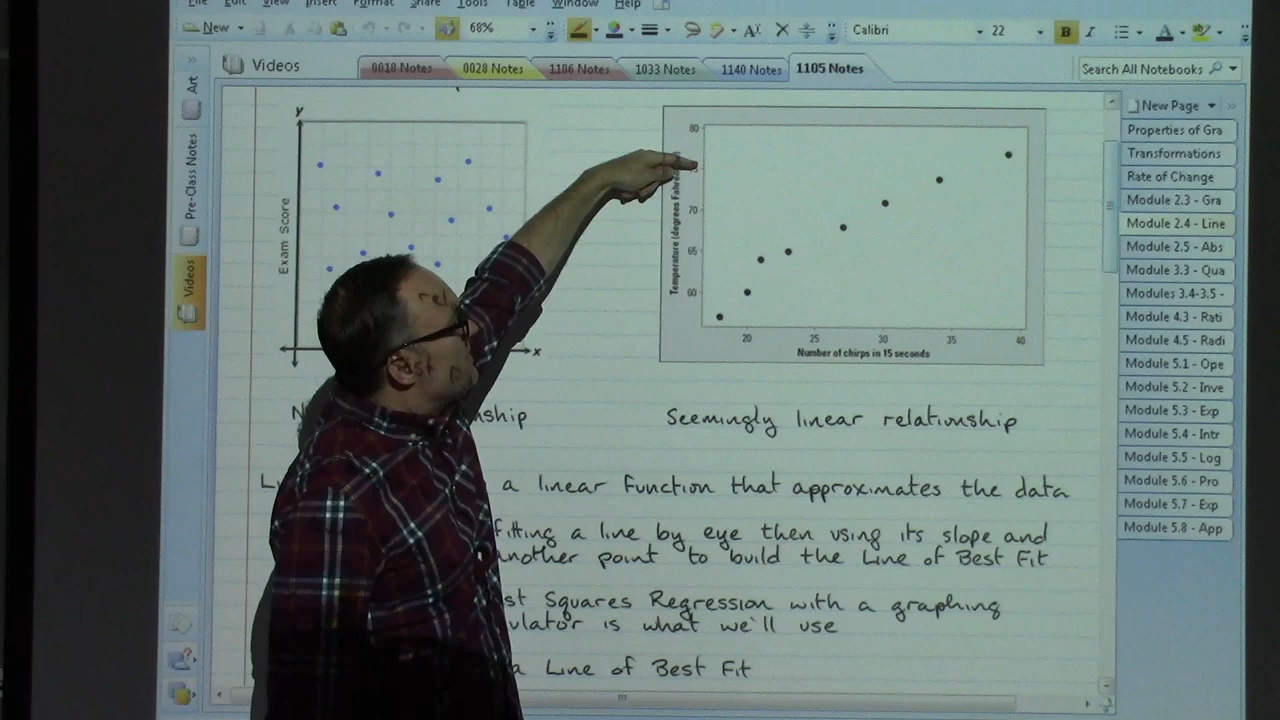 File Edit View Insert Format Share Tools Table Window Help
New 68% Calibri 22 B I
Videos 0018 Notes 0028 Notes 1106 Notes 1033 Notes 1140 Notes 1105 Notes Search All Notebooks
Art
Pre-Class Notes
Videos
New Page
Properties of Gra
Transformations
Rate of Change
Module 2.3 - Gra
Module 2.4 - Line
Module 2.5 - Abs
Module 3.3 - Qua
Modules 3.4-3.5 -
Module 4.3 - Rati
Module 4.5 - Radi
Module 5.1 - Ope
Module 5.2 - Inve
Module 5.3 - Exp
Module 5.4 - Intr
Module 5.5 - Log
Module 5.6 - Pro
Module 5.7 - Exp
Module 5.8 - App
y
Exam Score
x
80
70
65
60
Temperature (degrees
20 25 30 35 40
Number of chirps in 15 seconds
Seemingly linear relationship
a linear function that approximates the data
fitting a line by eye then using its slope and
another point to build the Line of Best Fit
Squares Regression with a graphing
is what we'll use
a Line of Best Fit